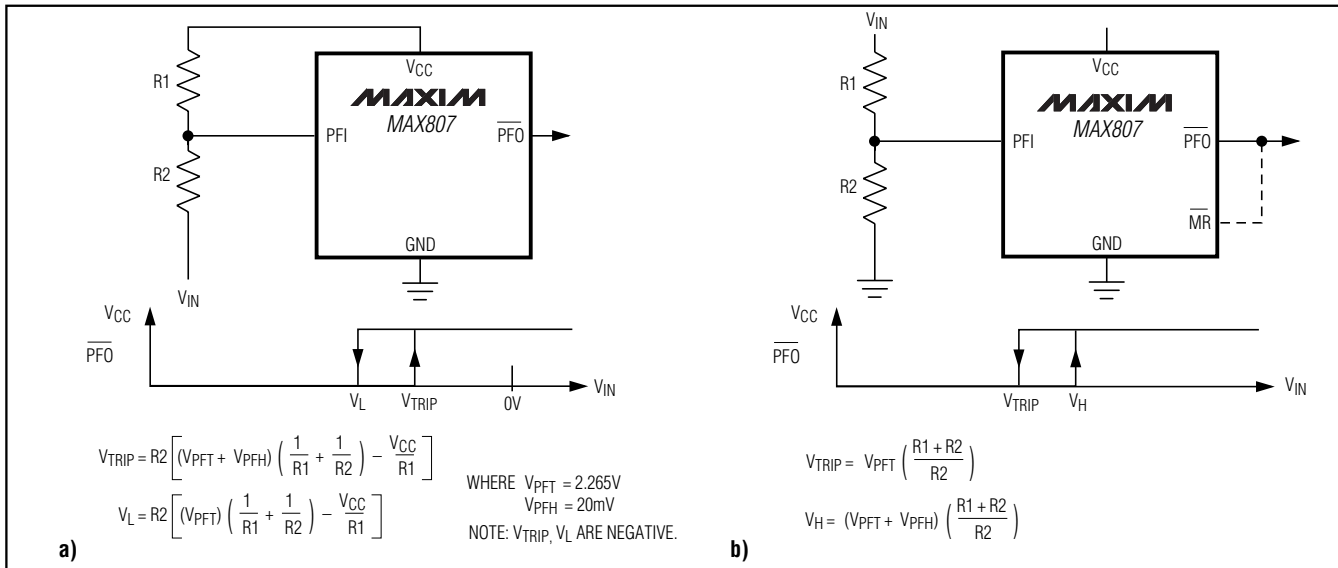 R1
R2
VCC
MAXIM
MAX807
PFI
PFO
GND
VIN
VCC
PFO
VL
VTRIP
0V
VIN
VTRIP = R2 [(VPFT + VPFH) (1/R1 + 1/R2) – VCC/R1]
VL = R2 [(VPFT) (1/R1 + 1/R2) – VCC/R1]
WHERE VPFT = 2.265V
VPFH = 20mV
NOTE: VTRIP, VL ARE NEGATIVE.
a)
VIN
R1
R2
VCC
MAXIM
MAX807
PFI
PFO
MR
GND
VCC
PFO
VTRIP
VH
VIN
VTRIP = VPFT (R1 + R2/R2)
VH = (VPFT + VPFH) (R1 + R2/R2)
b)